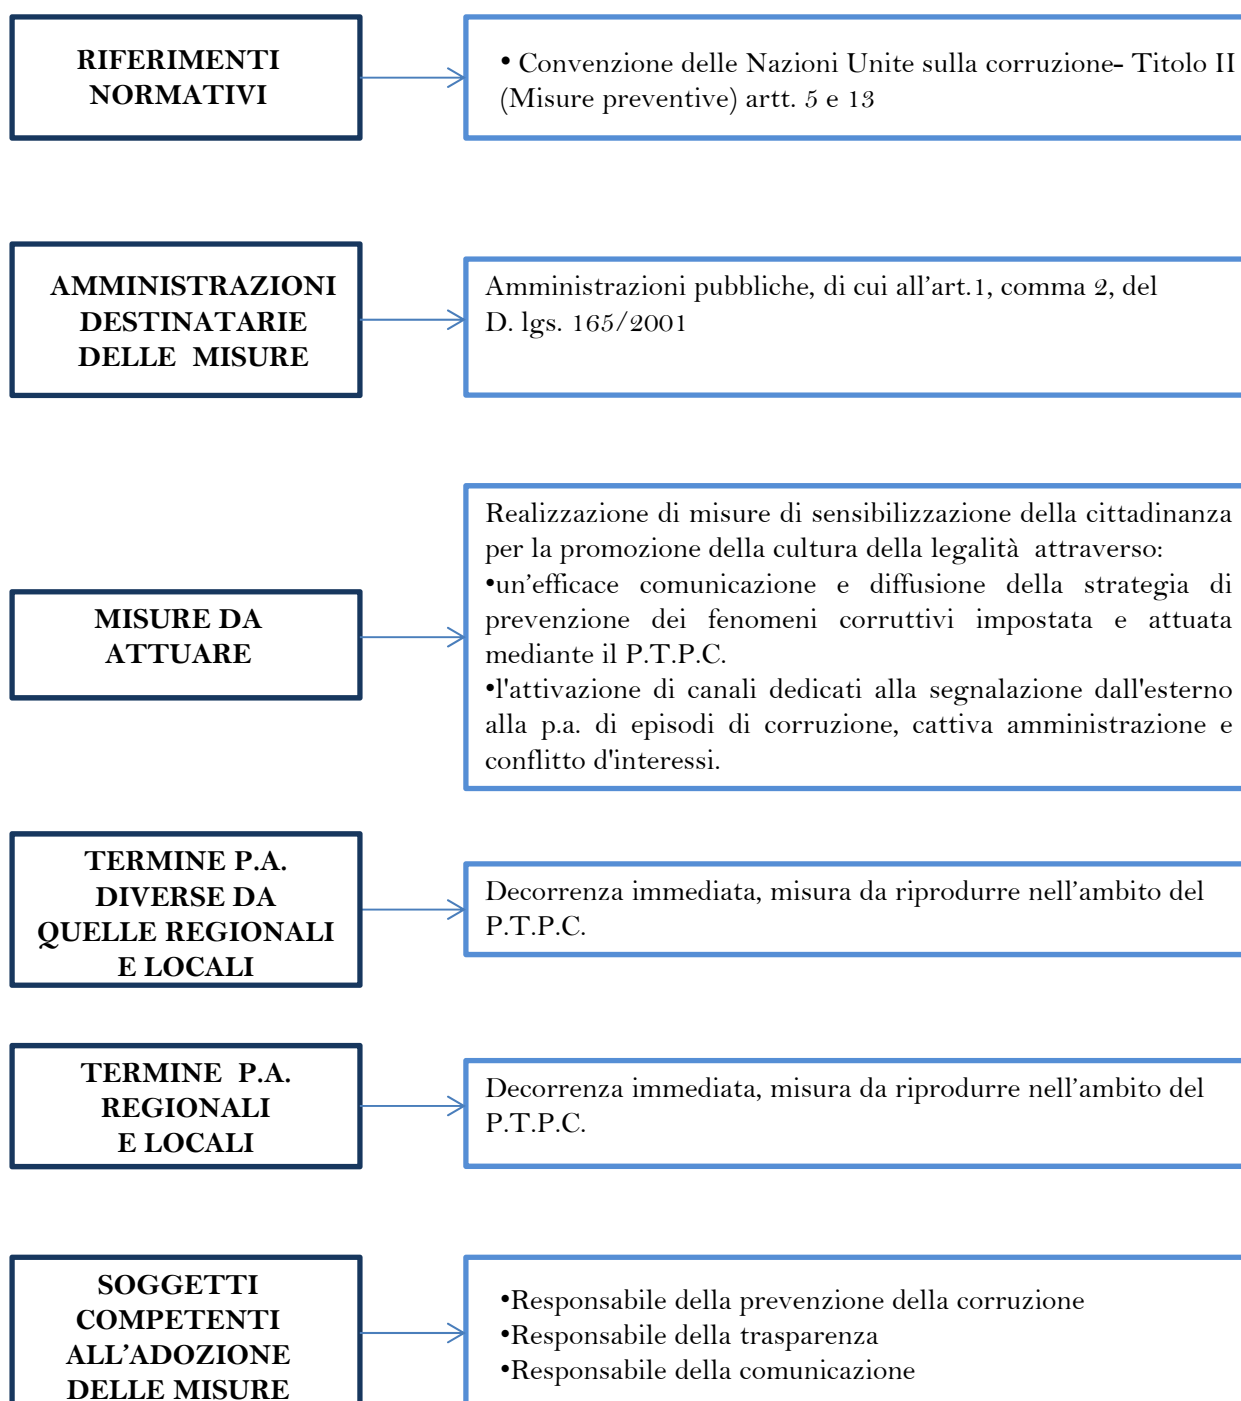 RIFERIMENTI
NORMATIVI
• Convenzione delle Nazioni Unite sulla corruzione- Titolo II
(Misure preventive) artt. 5 e 13
AMMINISTRAZIONI
DESTINATARIE
DELLE MISURE
Amministrazioni pubbliche, di cui all’art.1, comma 2, del
D. lgs. 165/2001
MISURE DA
ATTUARE
Realizzazione di misure di sensibilizzazione della cittadinanza
per la promozione della cultura della legalità attraverso:
•un’efficace comunicazione e diffusione della strategia di
prevenzione dei fenomeni corruttivi impostata e attuata
mediante il P.T.P.C.
•l'attivazione di canali dedicati alla segnalazione dall'esterno
alla p.a. di episodi di corruzione, cattiva amministrazione e
conflitto d'interessi.
TERMINE P.A.
DIVERSE DA
QUELLE REGIONALI
E LOCALI
Decorrenza immediata, misura da riprodurre nell’ambito del
P.T.P.C.
TERMINE P.A.
REGIONALI
E LOCALI
Decorrenza immediata, misura da riprodurre nell’ambito del
P.T.P.C.
SOGGETTI
COMPETENTI
ALL’ADOZIONE
DELLE MISURE
•Responsabile della prevenzione della corruzione
•Responsabile della trasparenza
•Responsabile della comunicazione